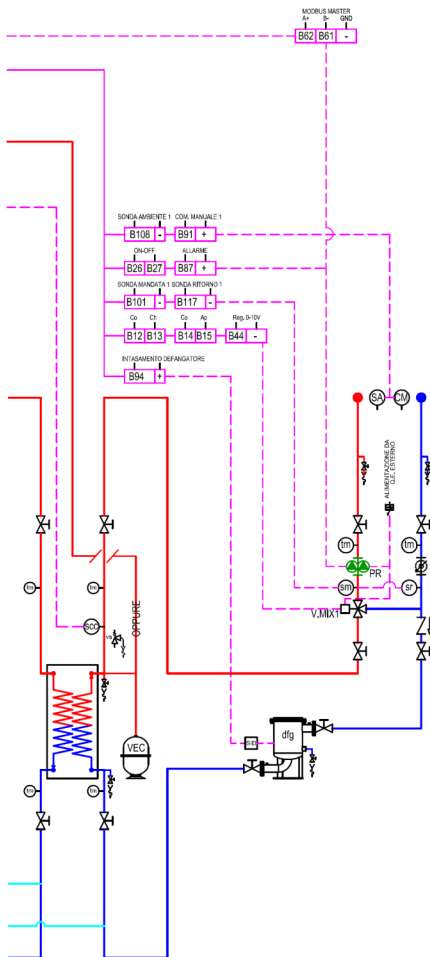 MODBUS MASTER
A+ B- GND
B62 B61 -
SONDA AMBIENTE 1 COM. MANUALE 1
B108 - B91 +
ON-OFF ALLARME
B26 B27 B87 +
SONDA MANDATA 1 SONDA RITORNO 1
B101 - B117 -
Co Ch Co Ap Reg. 0-10V
B12 B13 B14 B15 B44 -
INTASAMENTO DEFANGATORE
B94 +
SA CM
ALIMENTAZIONE DA
Q.E. ESTERNO
tm tm
PR
sm sr
V.MIX1
tm tm
OPPURE
scc
VS
VEC
SID
dfg
tm tm